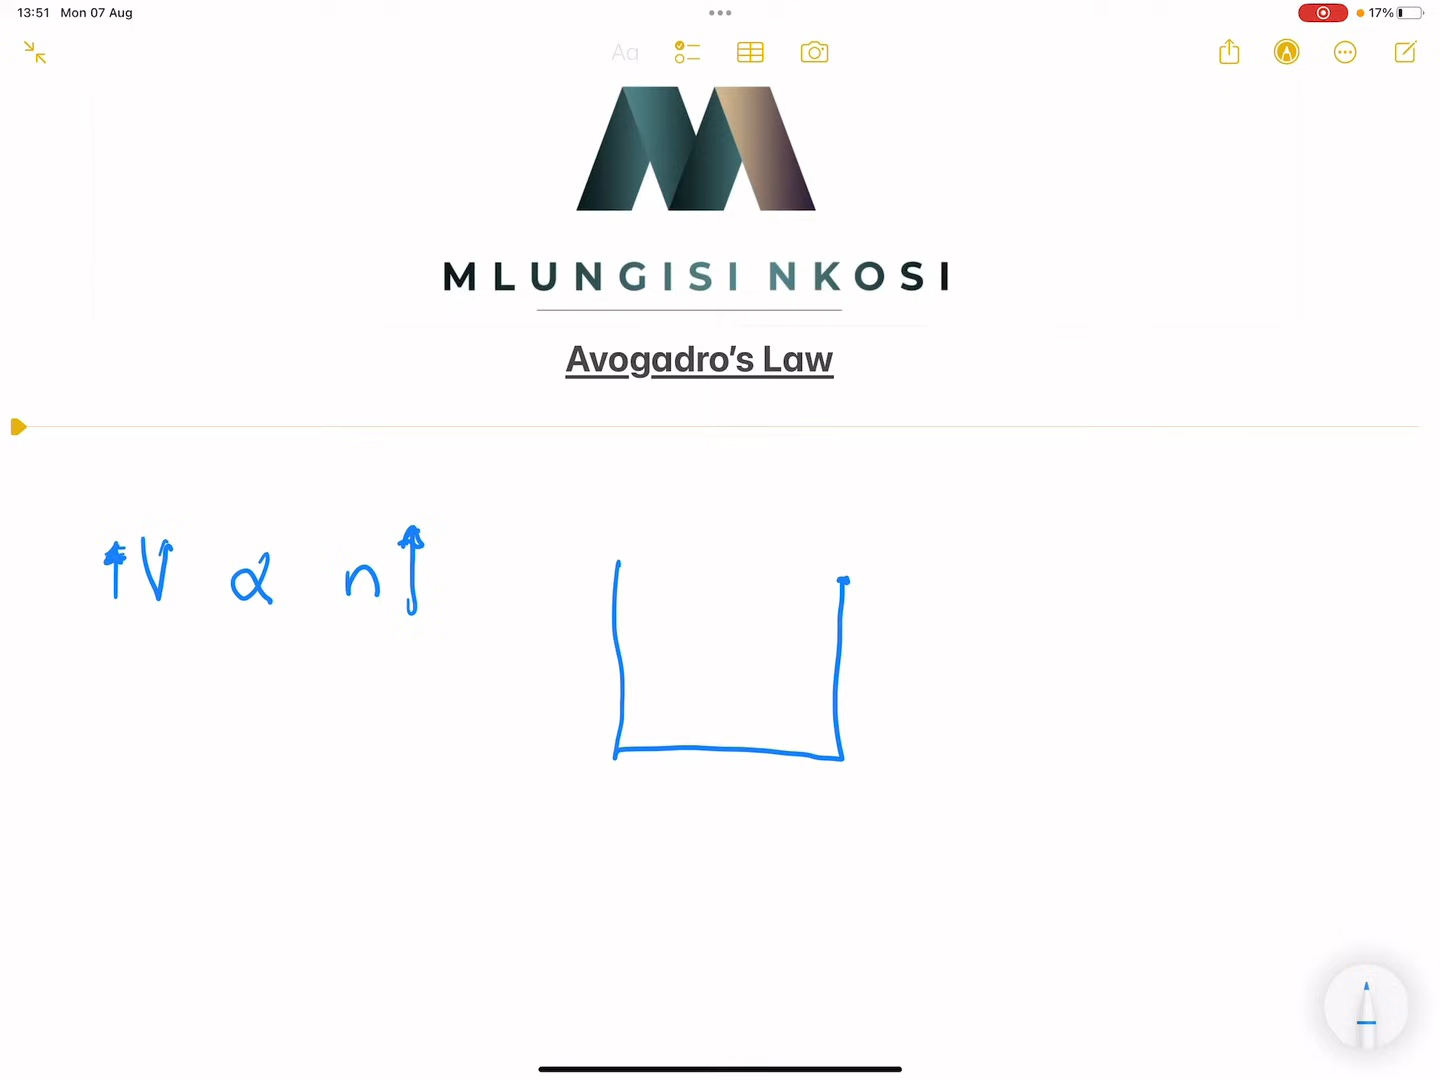 13:51 Mon 07 Aug
17%
Aa
MLUNGISI NKOSI
Avogadro's Law
↑V ∝ n↑